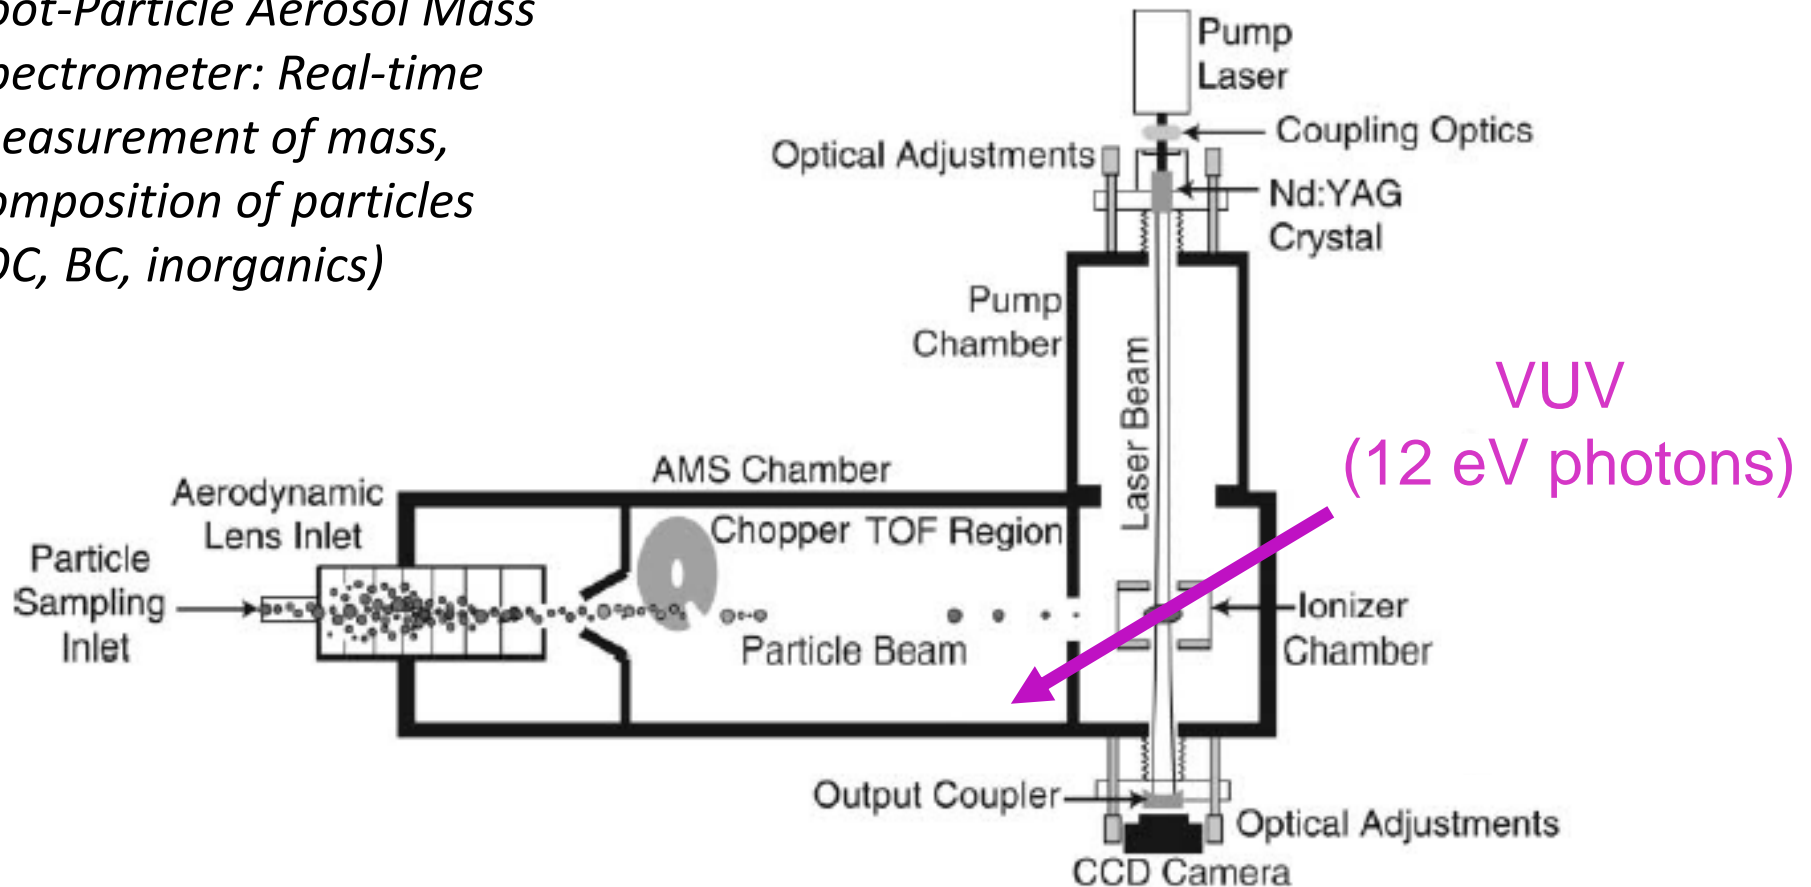 oot-Particle Aerosol Mass
pectrometer: Real-time
easurement of mass,
omposition of particles
OC, BC, inorganics)
Pump
Laser
Coupling Optics
Optical Adjustments
Nd:YAG
Crystal
Pump
Chamber
Laser Beam
VUV
(12 eV photons)
AMS Chamber
Aerodynamic
Lens Inlet
Chopper TOF Region
Particle
Sampling
Inlet
Particle Beam
Ionizer
Chamber
Output Coupler
Optical Adjustments
CCD Camera